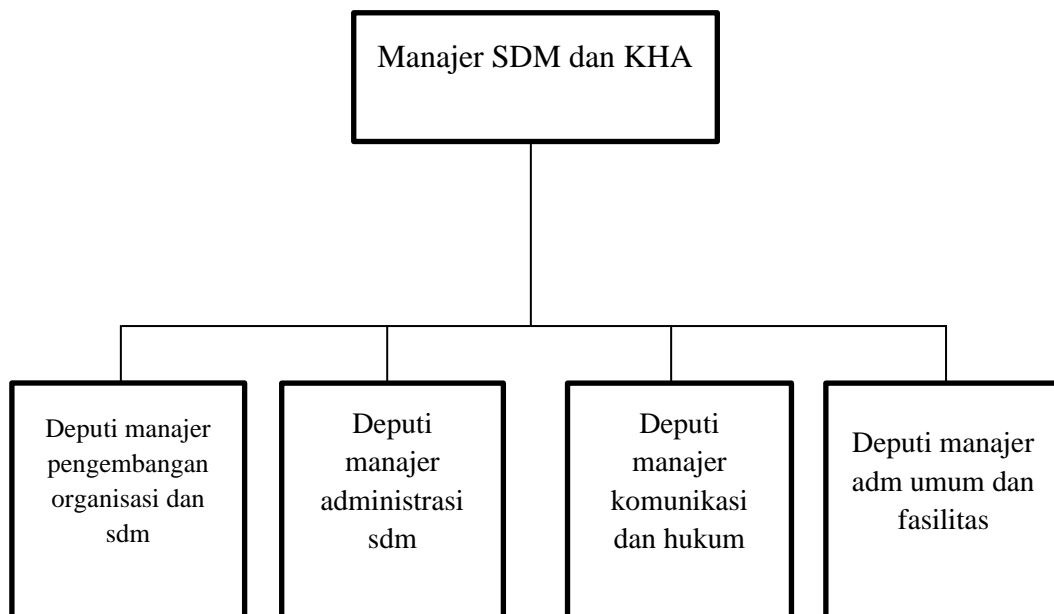 Manajer SDM dan KHA
Deputi manajer
pengembangan
organisasi dan
sdm
Deputi
manajer
administrasi
sdm
Deputi
manajer
komunikasi
dan hukum
Deputi manajer
adm umum dan
fasilitas